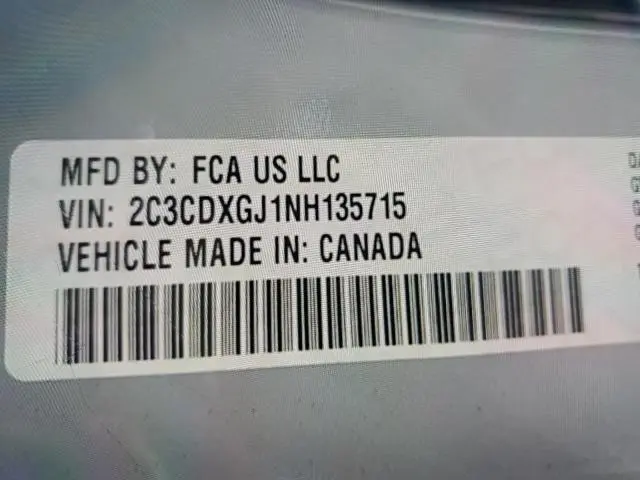 MFD BY: FCA US LLC
VIN: 2C3CDXGJ1NH135715
VEHICLE MADE IN: CANADA